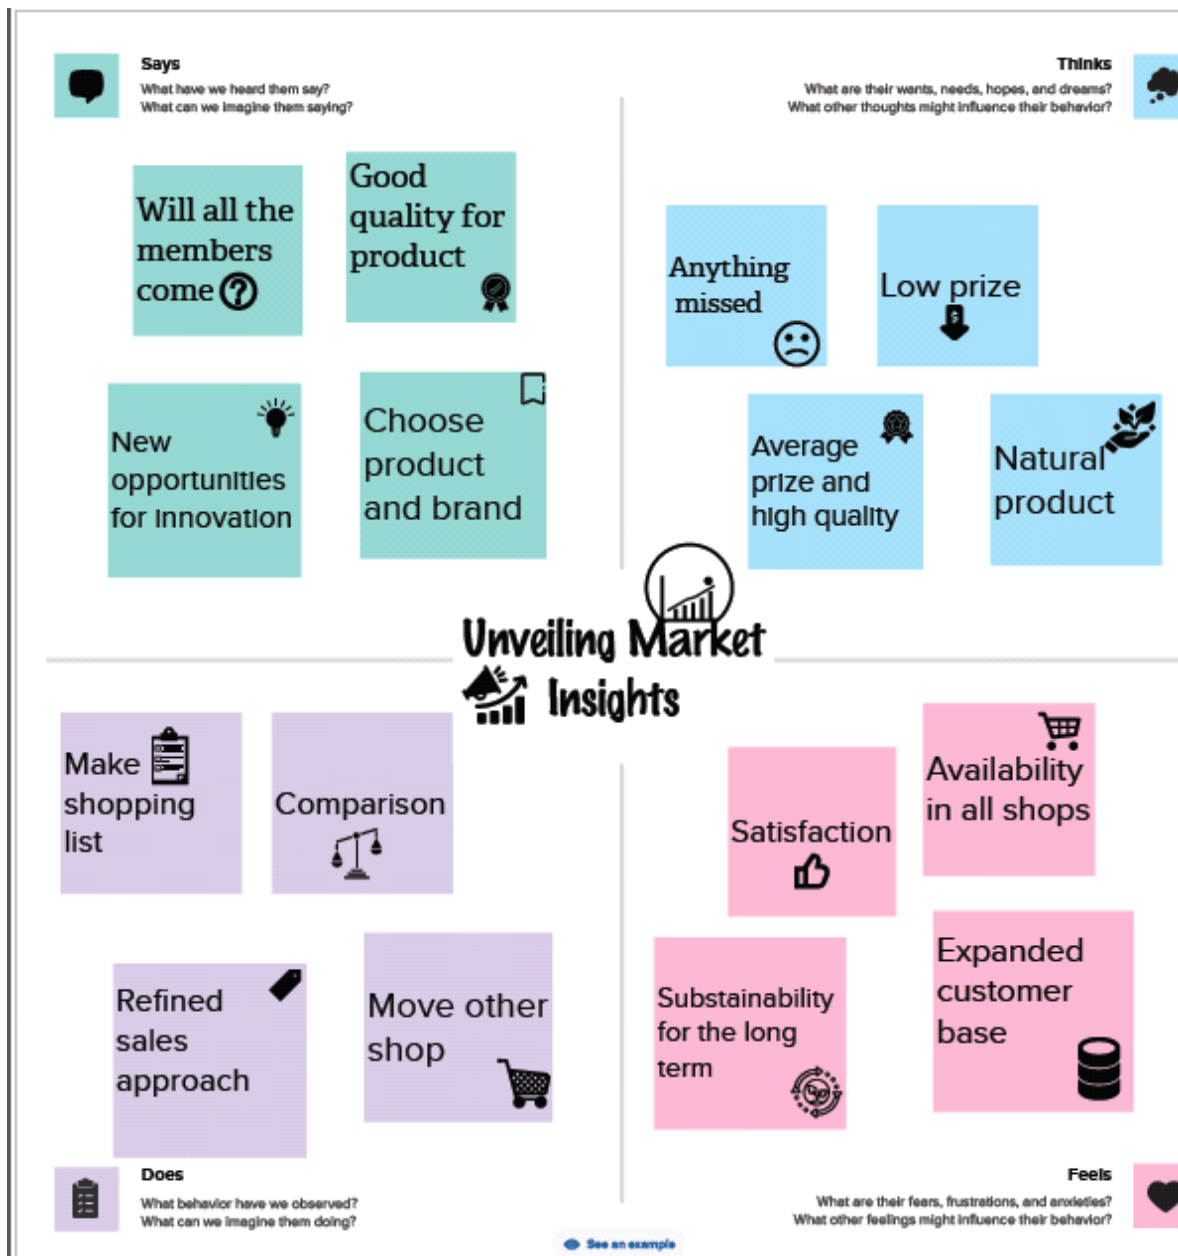 Says
What have we heard them say?
What can we imagine them saying?
Thinks
What are their wants, needs, hopes, and dreams?
What other thoughts might influence their behavior?
Will all the
members
come ?
Good
quality for
product
New
opportunities
for innovation
Choose
product
and brand
Anything
missed
Low prize
$
Average
prize and
high quality
Natural
product
Unveiling Market
Insights
Make
shopping
list
Comparison
Refined
sales
approach
Move other
shop
Satisfaction
Availability
in all shops
Substainability
for the long
term
Expanded
customer
base
Does
What behavior have we observed?
What can we imagine them doing?
Feels
What are their fears, frustrations, and anxieties?
What other feelings might influence their behavior?
See an example